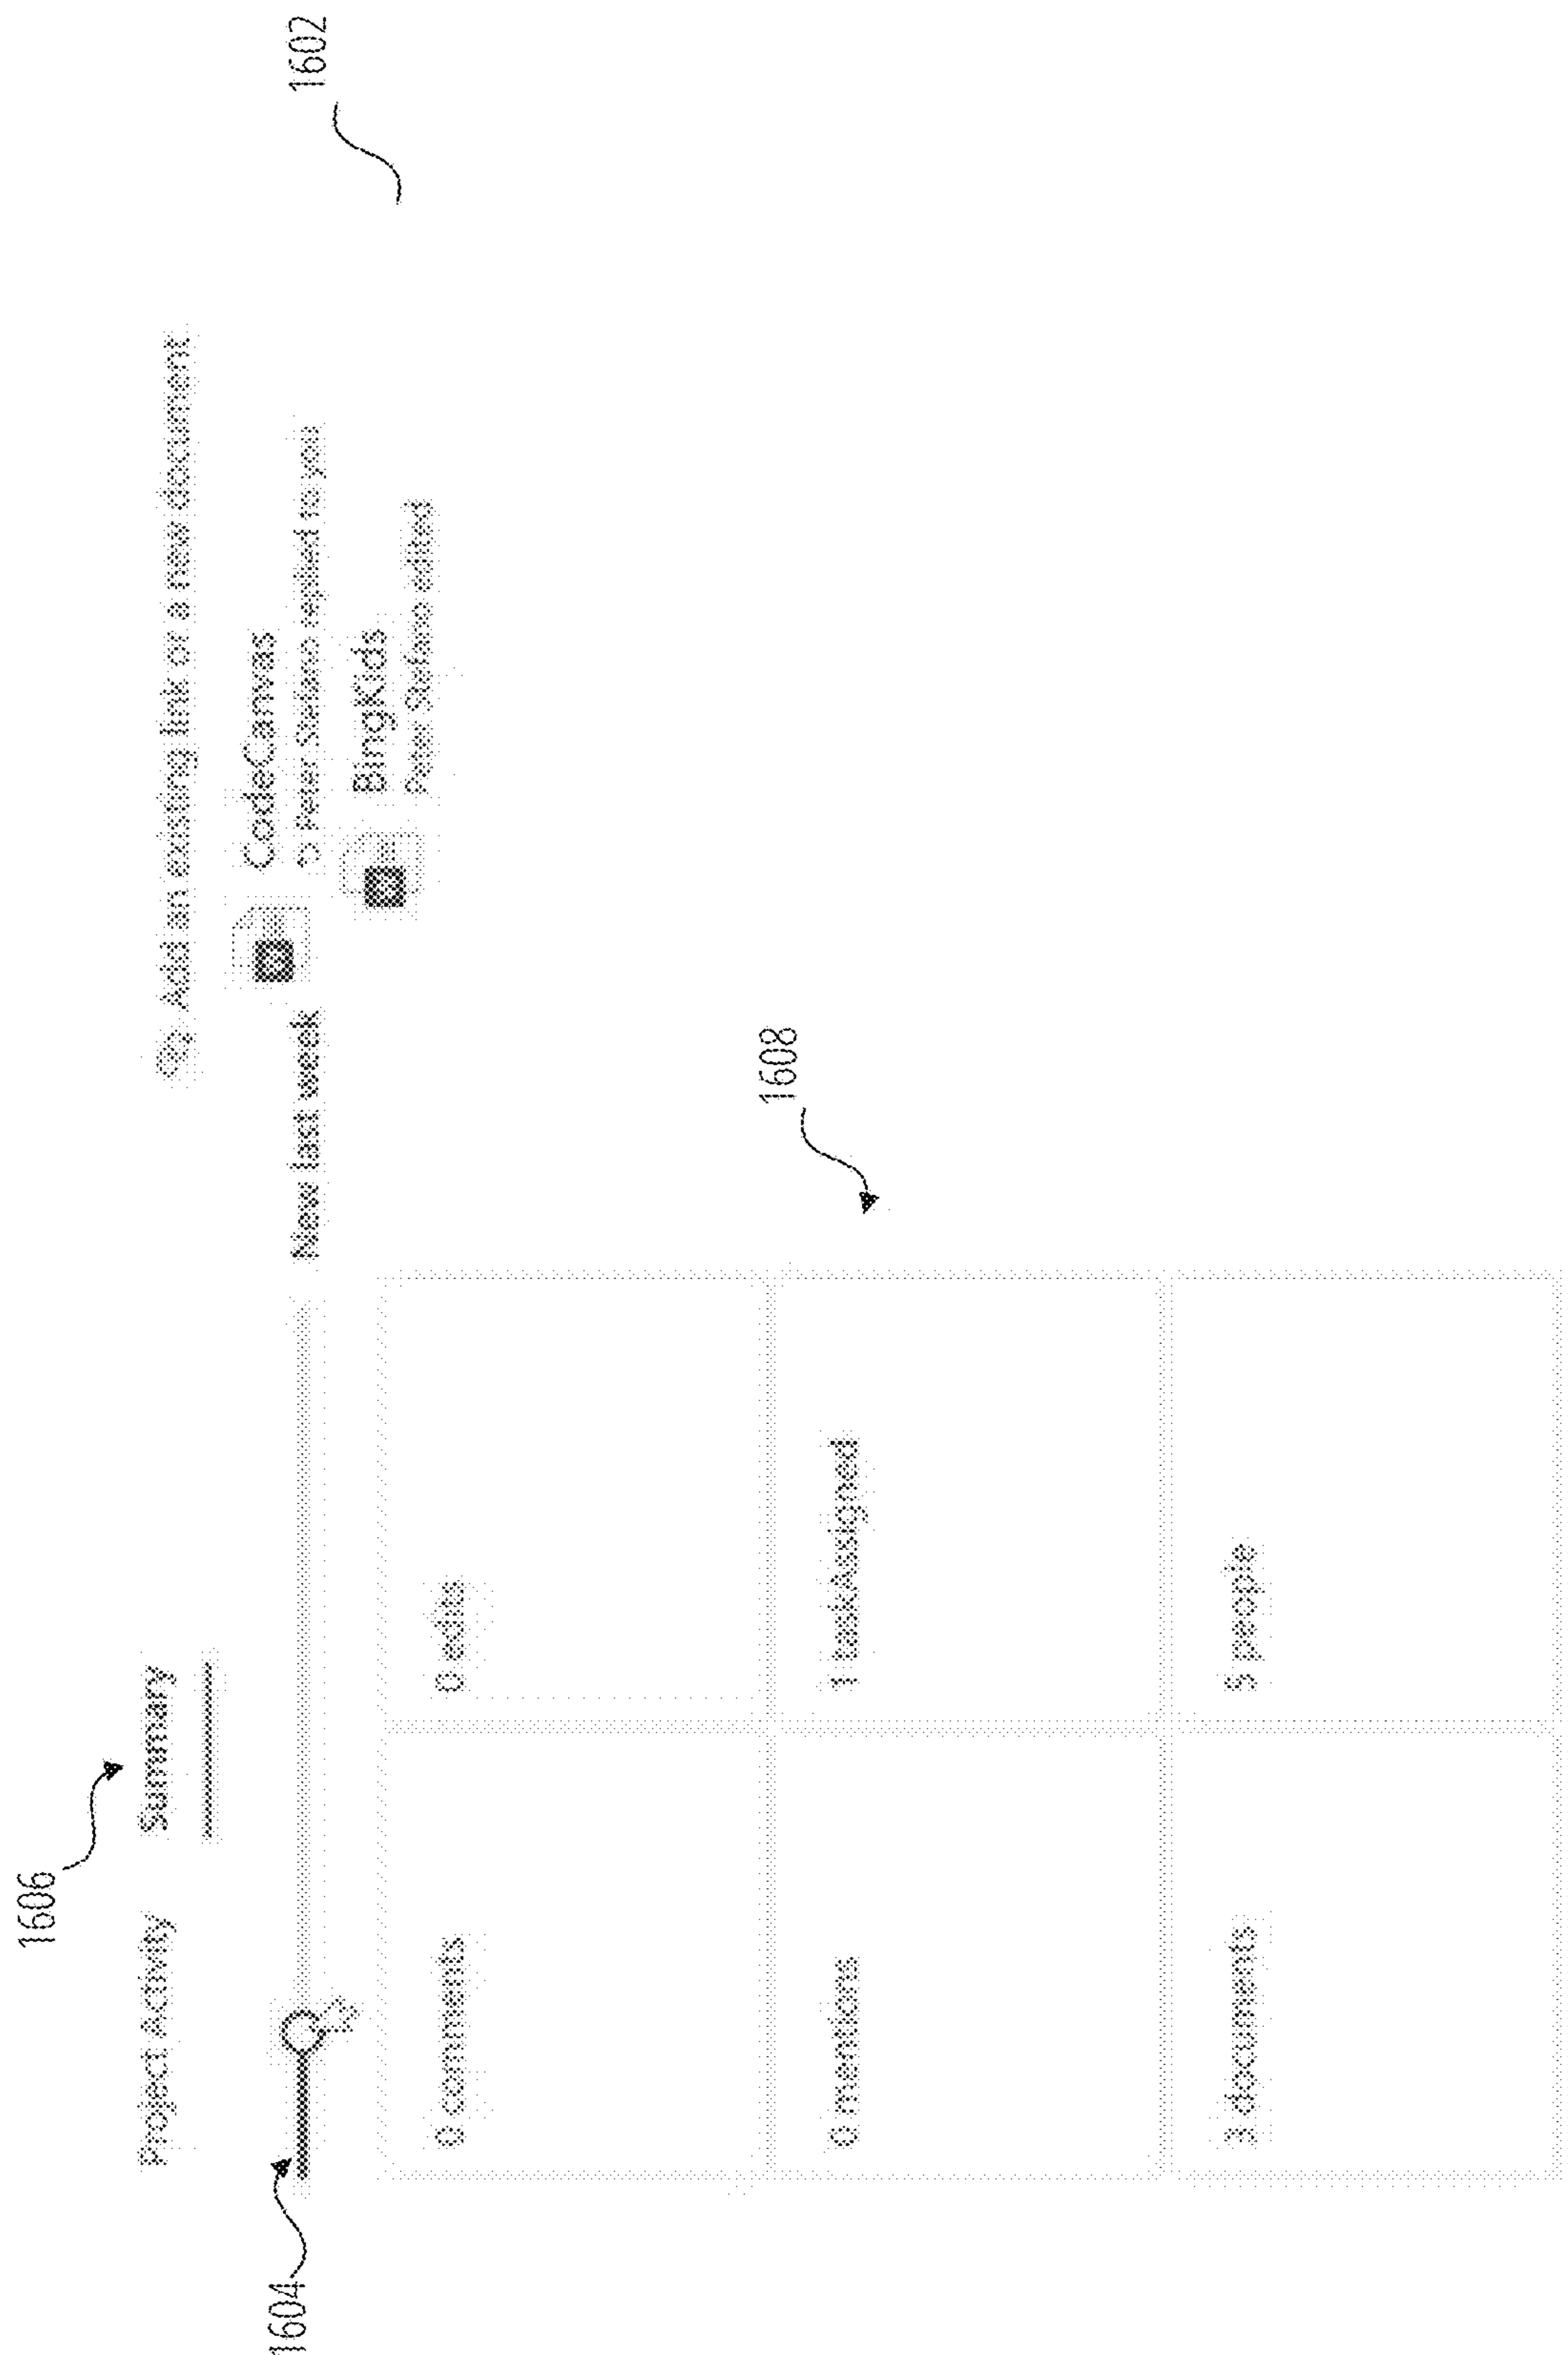 1606
Project Activity
Summary
Add an existing link or a new document
1602
1604
New last week
CodeCanvas
Peter Stefano replied to you
BingKids
Peter Stefano edited
0 comments
0 edits
1608
0 mentions
1 taskAssigned
3 documents
5 people